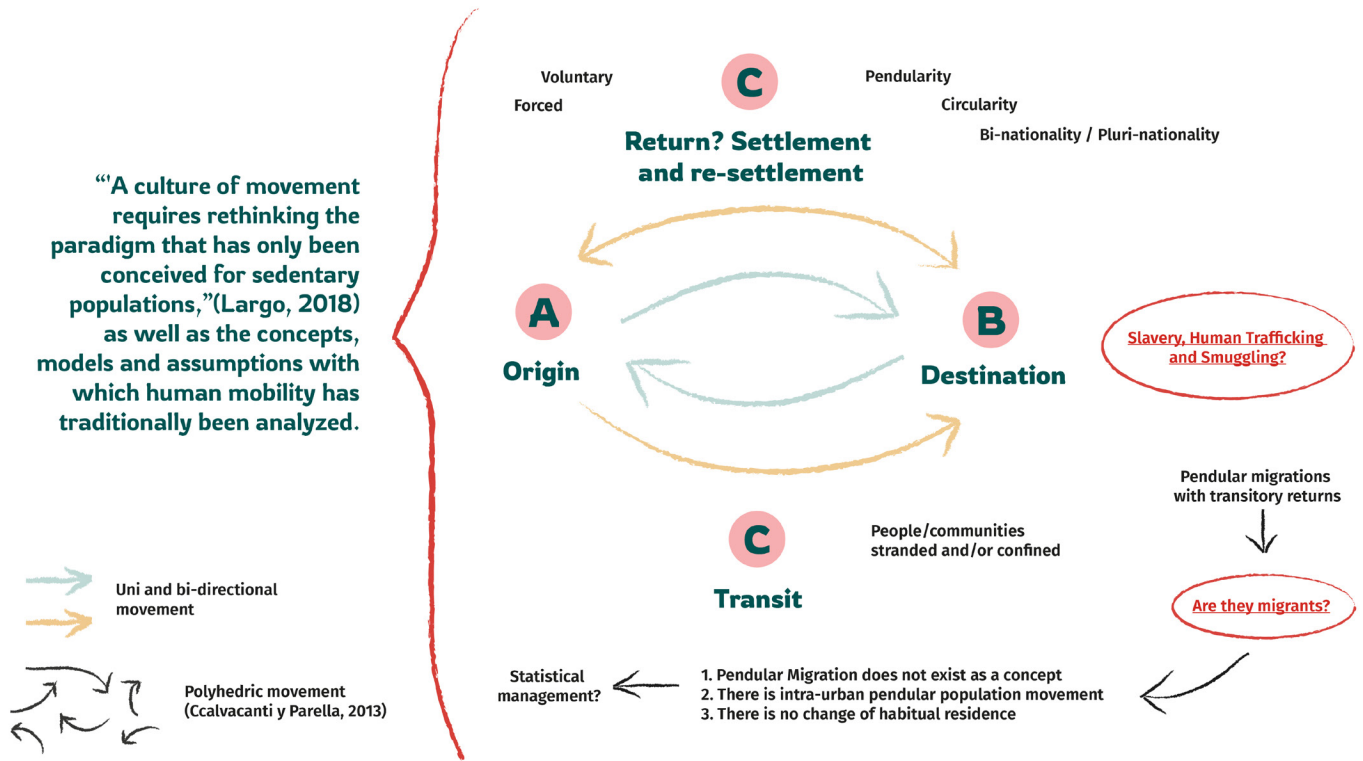 “‘A culture of movement
requires rethinking the
paradigm that has only been
conceived for sedentary
populations,”(Largo, 2018)
as well as the concepts,
models and assumptions with
which human mobility has
traditionally been analyzed.
Uni and bi-directional
movement
Polyhedric movement
(Ccalvacanti y Parella, 2013)
Voluntary
Forced
C
Return? Settlement
and re-settlement
Pendularity
Circularity
Bi-nationality / Pluri-nationality
A
Origin
B
Destination
Slavery, Human Trafficking
and Smuggling?
C
Transit
People/communities
stranded and/or confined
Pendular migrations
with transitory returns
Are they migrants?
1. Pendular Migration does not exist as a concept
2. There is intra-urban pendular population movement
3. There is no change of habitual residence
Statistical
management?